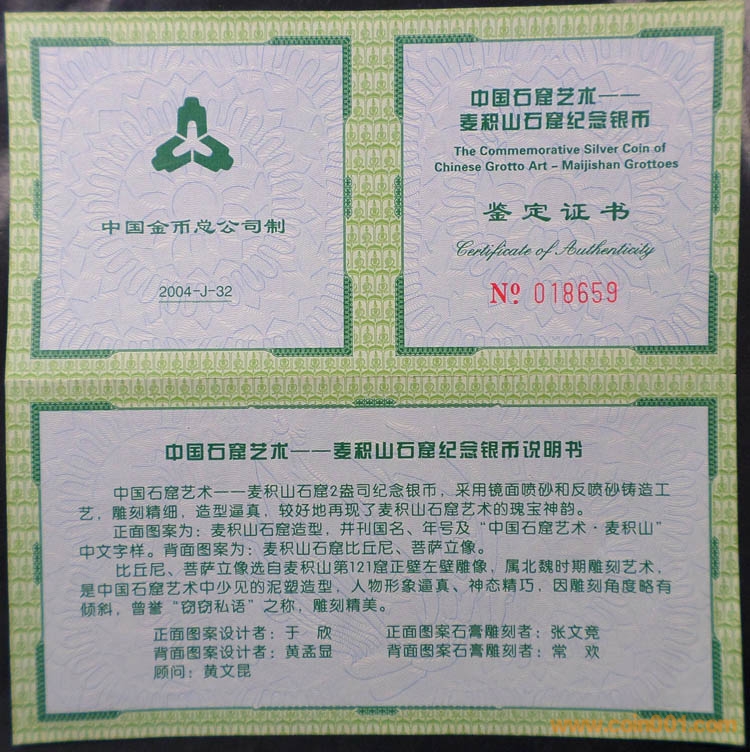 中国金币总公司制
2004-J-32
中国石窟艺术——
麦积山石窟纪念银币
The Commemorative Silver Coin of
Chinese Grotto Art – Maijishan Grottoes
鉴定证书
Certificate of Authenticity
Nº 018659
中国石窟艺术——麦积山石窟纪念银币说明书
中国石窟艺术——麦积山石窟2盎司纪念银币，采用镜面喷砂和反喷砂铸造工
艺，雕刻精细，造型逼真，较好地再现了麦积山石窟艺术的瑰宝神韵。
正面图案为：麦积山石窟造型，并刊国名、年号及“中国石窟艺术·麦积山”
中文字样。背面图案为：麦积山石窟比丘尼、菩萨立像。
比丘尼、菩萨立像选自麦积山第121窟正壁左壁雕像，属北魏时期雕刻艺术，
是中国石窟艺术中少见的泥塑造型，人物形象逼真、神态精巧，因雕刻角度略有
倾斜，曾誉“窃窃私语”之称，雕刻精美。
正面图案设计者：于 欣 正面图案石膏雕刻者：张文竞
背面图案设计者：黄孟显 背面图案石膏雕刻者：常 欢
顾问：黄文昆
www.coin001.com